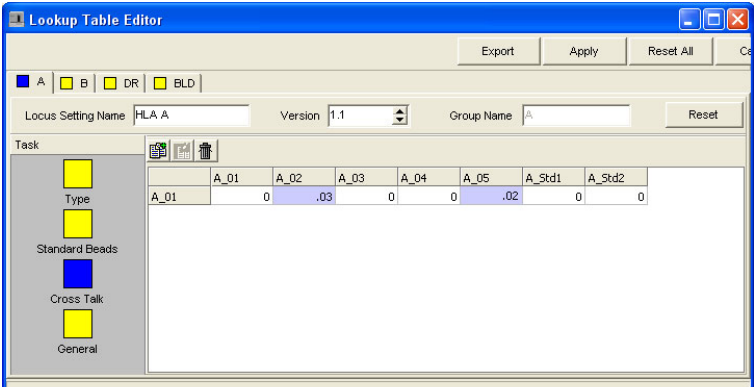 Lookup Table Editor
Export Apply Reset All
A B DR BLD
Locus Setting Name HLA A Version 1.1 Group Name A Reset
Task
A_01 A_02 A_03 A_04 A_05 A_Std1 A_Std2
A_01 0 .03 0 0 .02 0 0
Type
Standard Beads
Cross Talk
General